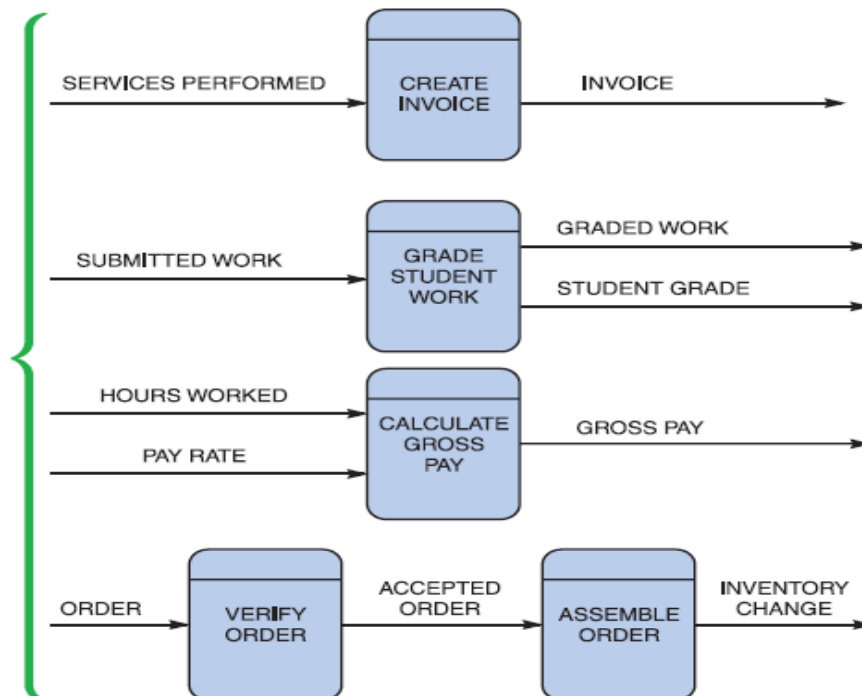 SERVICES PERFORMED
CREATE
INVOICE
INVOICE
SUBMITTED WORK
GRADE
STUDENT
WORK
GRADED WORK
STUDENT GRADE
HOURS WORKED
PAY RATE
CALCULATE
GROSS
PAY
GROSS PAY
ORDER
VERIFY
ORDER
ACCEPTED
ORDER
ASSEMBLE
ORDER
INVENTORY
CHANGE